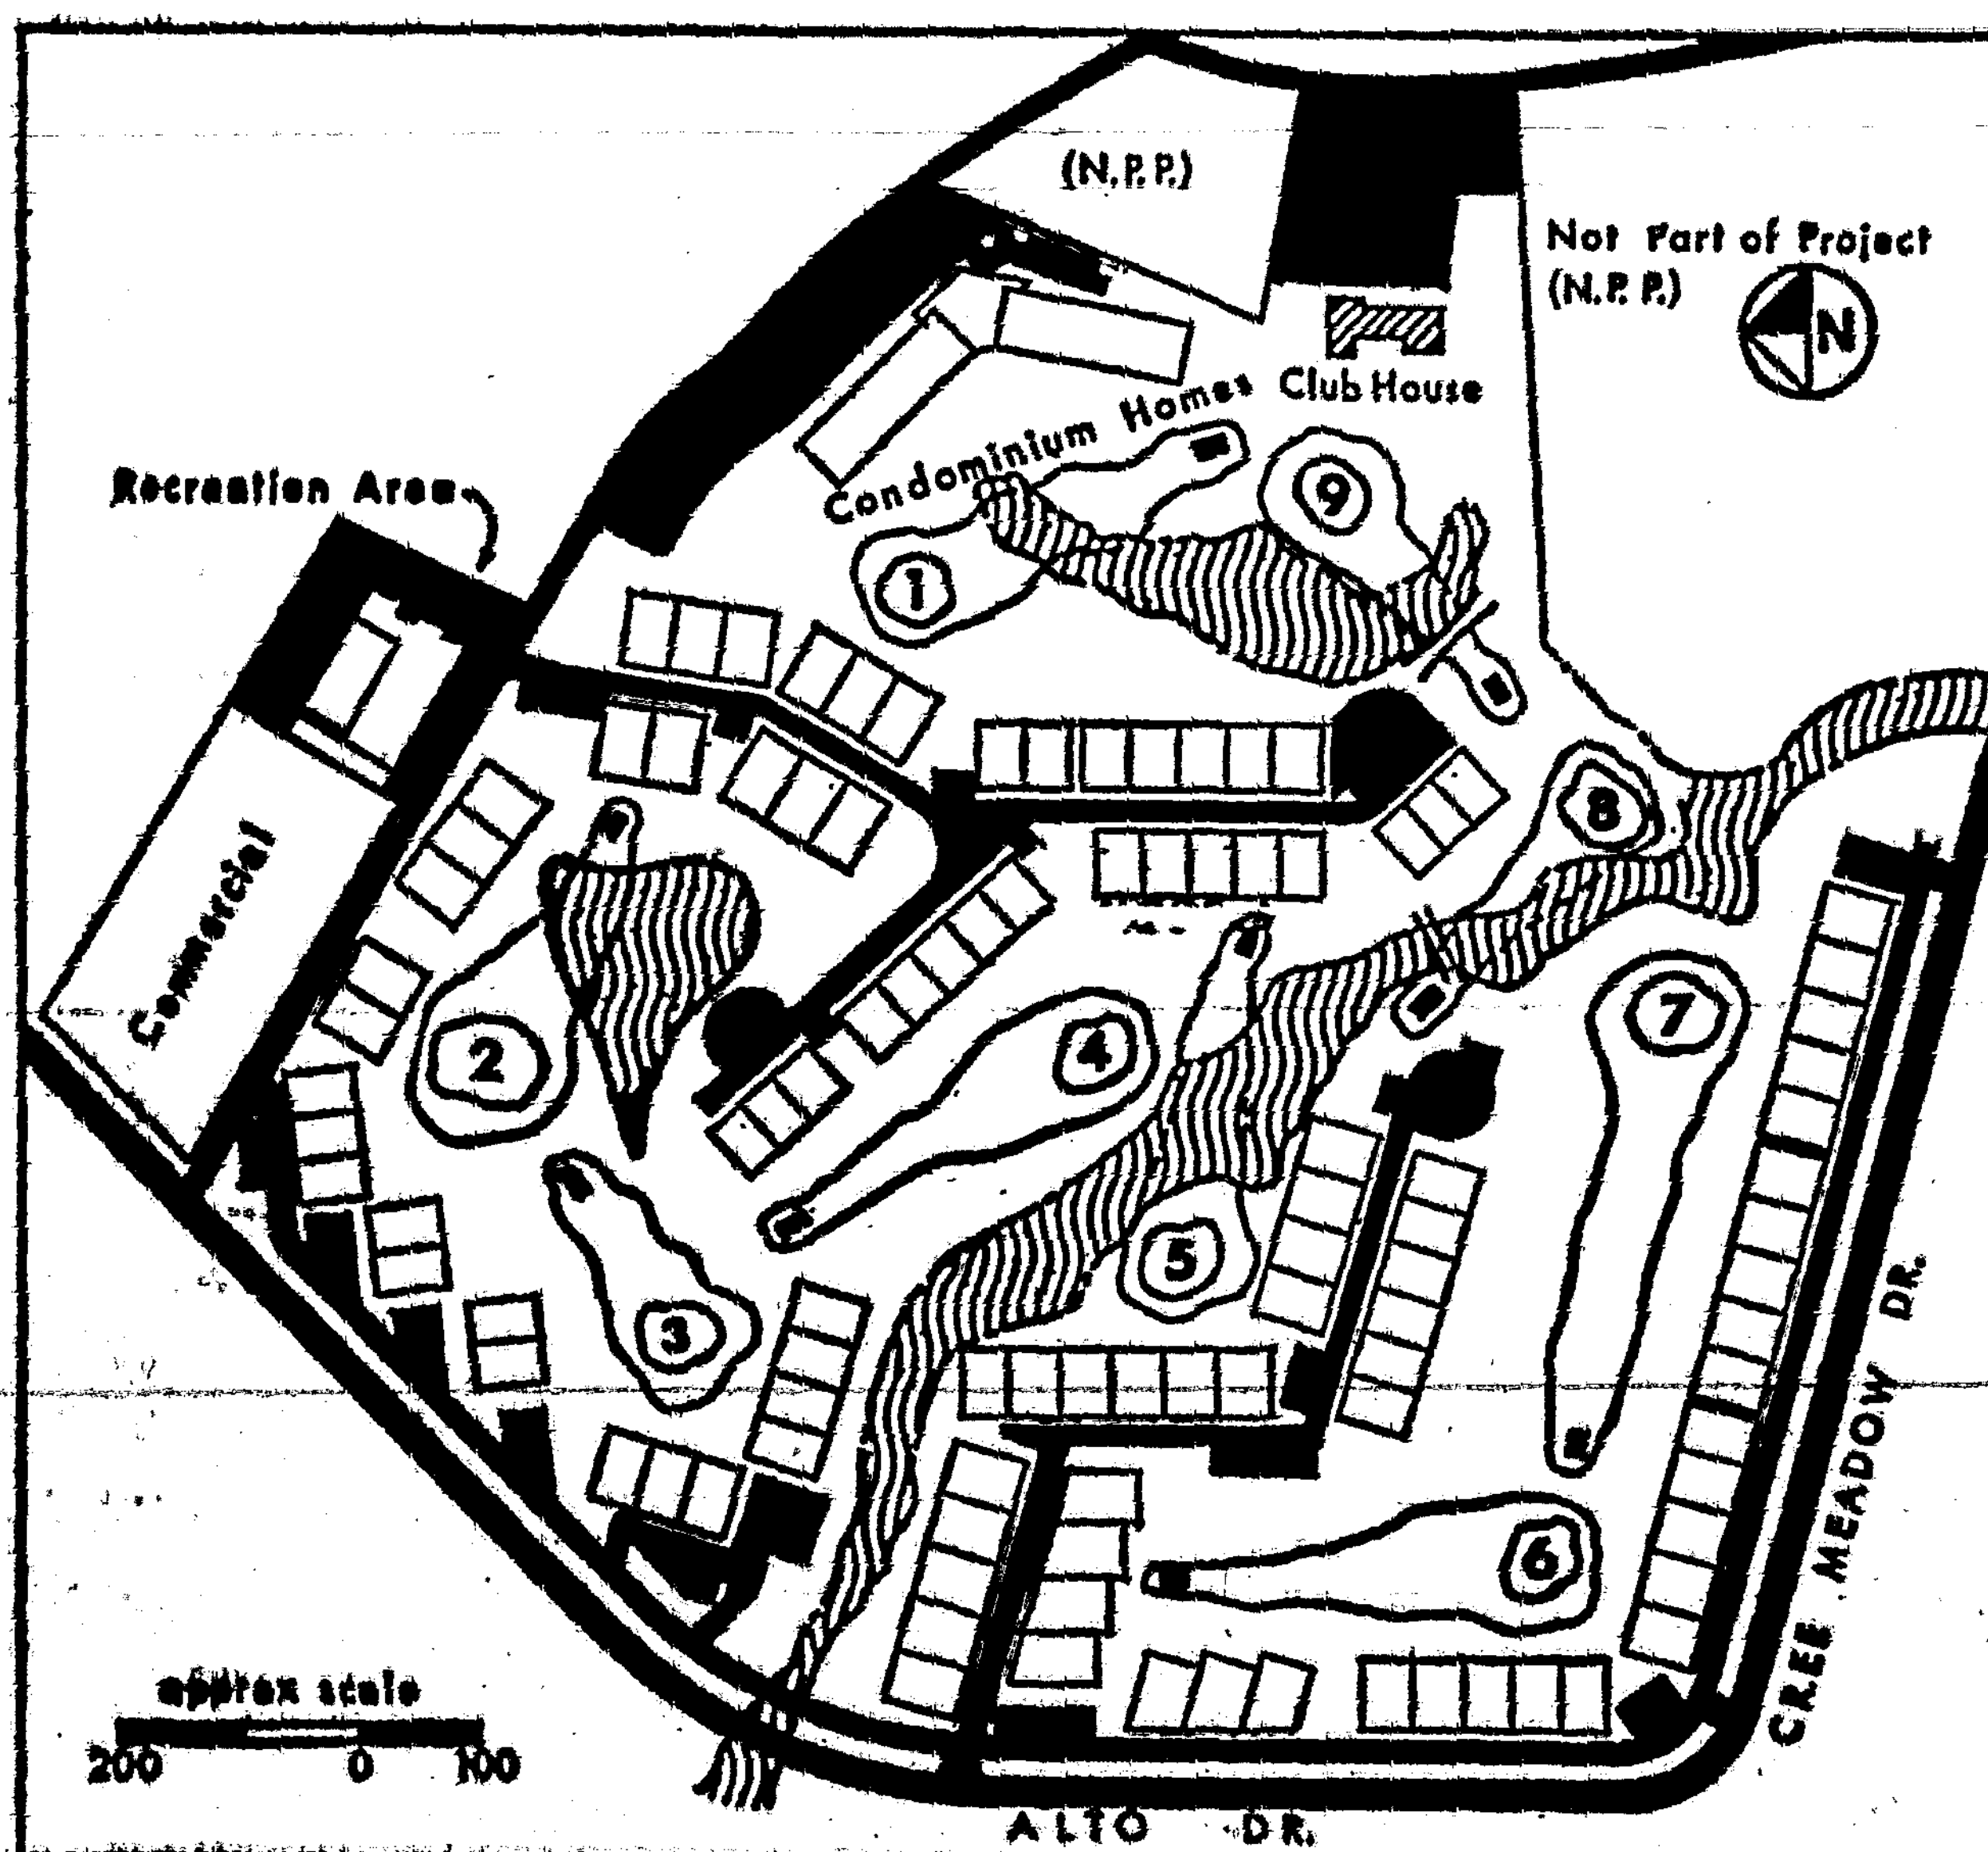 (N.P.P.)
Not Part of Project
(N.P.P.)
N
Club House
Condominium Homes
Recreation Area
9
1
8
Commercial
7
2
4
5
3
6
CREE MEADOW DR.
approx scale
200 0 100
ALTO DR.